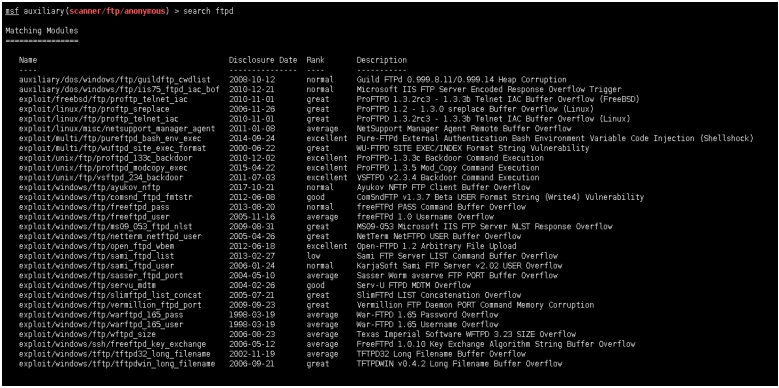 msf auxiliary(scanner/ftp/anonymous) > search ftpd
Matching Modules
================
Name Disclosure Date Rank Description
---- --------------- ---- -----------
auxiliary/dos/windows/ftp/guildftp_cwdlist 2008-10-12 normal Guild FTPd 0.999.8.11/0.999.14 Heap Corruption
auxiliary/dos/windows/ftp/iis75_ftpd_iac_bof 2010-12-21 normal Microsoft IIS FTP Server Encoded Response Overflow Trigger
exploit/freebsd/ftp/proftp_telnet_iac 2010-11-01 great ProFTPD 1.3.2rc3 - 1.3.3b Telnet IAC Buffer Overflow (FreeBSD)
exploit/linux/ftp/proftp_sreplace 2006-11-26 great ProFTPD 1.2 - 1.3.0 sreplace Buffer Overflow (Linux)
exploit/linux/ftp/proftp_telnet_iac 2010-11-01 great ProFTPD 1.3.2rc3 - 1.3.3b Telnet IAC Buffer Overflow (Linux)
exploit/linux/misc/netsupport_manager_agent 2011-01-08 average NetSupport Manager Agent Remote Buffer Overflow
exploit/multi/ftp/pureftpd_bash_env_exec 2014-09-24 excellent Pure-FTPd External Authentication Bash Environment Variable Code Injection (Shellshock)
exploit/multi/ftp/wuftpd_site_exec_format 2000-06-22 great WU-FTPD SITE EXEC/INDEX Format String Vulnerability
exploit/unix/ftp/proftpd_133c_backdoor 2010-12-02 excellent ProFTPD-1.3.3c Backdoor Command Execution
exploit/unix/ftp/proftpd_modcopy_exec 2015-04-22 excellent ProFTPD 1.3.5 Mod_Copy Command Execution
exploit/unix/ftp/vsftpd_234_backdoor 2011-07-03 excellent VSFTPD v2.3.4 Backdoor Command Execution
exploit/windows/ftp/ayukov_nftp 2017-10-21 normal Ayukov NFTP FTP Client Buffer Overflow
exploit/windows/ftp/comsnd_ftpd_fmtstr 2012-06-08 good ComSndFTP v1.3.7 Beta USER Format String (Write4) Vulnerability
exploit/windows/ftp/freeftpd_pass 2013-08-20 normal freeFTPd PASS Command Buffer Overflow
exploit/windows/ftp/freeftpd_user 2005-11-16 average freeFTPd 1.0 Username Overflow
exploit/windows/ftp/ms09_053_ftpd_nlst 2009-08-31 great MS09-053 Microsoft IIS FTP Server NLST Response Overflow
exploit/windows/ftp/netterm_netftpd_user 2005-04-26 great NetTerm NetFTPD USER Buffer Overflow
exploit/windows/ftp/open_ftpd_wbem 2012-06-18 excellent Open-FTPD 1.2 Arbitrary File Upload
exploit/windows/ftp/sami_ftpd_list 2013-02-27 low Sami FTP Server LIST Command Buffer Overflow
exploit/windows/ftp/sami_ftpd_user 2006-01-24 normal KarjaSoft Sami FTP Server v2.02 USER Overflow
exploit/windows/ftp/sasser_ftpd_port 2004-05-10 average Sasser Worm avserve FTP PORT Buffer Overflow
exploit/windows/ftp/servu_mdtm 2004-02-26 good Serv-U FTPD MDTM Overflow
exploit/windows/ftp/slimftpd_list_concat 2005-07-21 great SlimFTPd LIST Concatenation Overflow
exploit/windows/ftp/vermillion_ftpd_port 2009-09-23 great Vermillion FTP Daemon PORT Command Memory Corruption
exploit/windows/ftp/warftpd_165_pass 1998-03-19 average War-FTPD 1.65 Password Overflow
exploit/windows/ftp/warftpd_165_user 1998-03-19 average War-FTPD 1.65 Username Overflow
exploit/windows/ftp/wftpd_size 2006-08-23 average Texas Imperial Software WFTPD 3.23 SIZE Overflow
exploit/windows/ssh/freeftpd_key_exchange 2006-05-12 average FreeFTPd 1.0.10 Key Exchange Algorithm String Buffer Overflow
exploit/windows/tftp/tftpd32_long_filename 2002-11-19 average TFTPD32 Long Filename Buffer Overflow
exploit/windows/tftp/tftpdwin_long_filename 2006-09-21 great TFTPDWIN v0.4.2 Long Filename Buffer Overflow